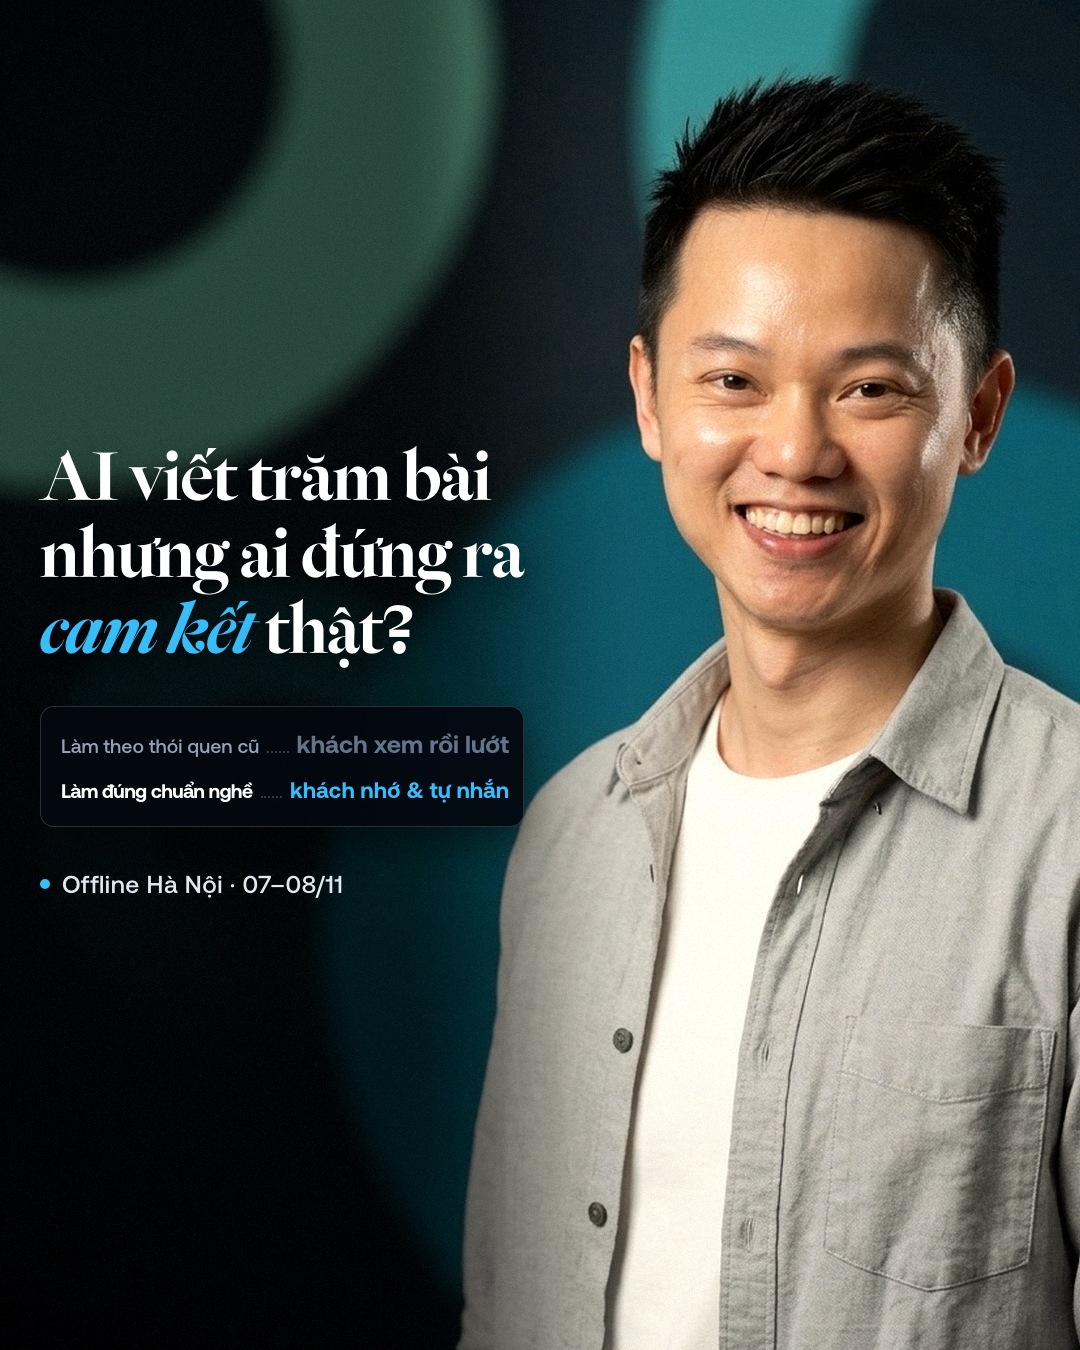 AI viết trăm bài
nhưng ai đứng ra
cam kết thật?
Làm theo thói quen cũ ...... khách xem rồi lướt
Làm đúng chuẩn nghề ...... khách nhớ & tự nhắn
• Offline Hà Nội · 07–08/11